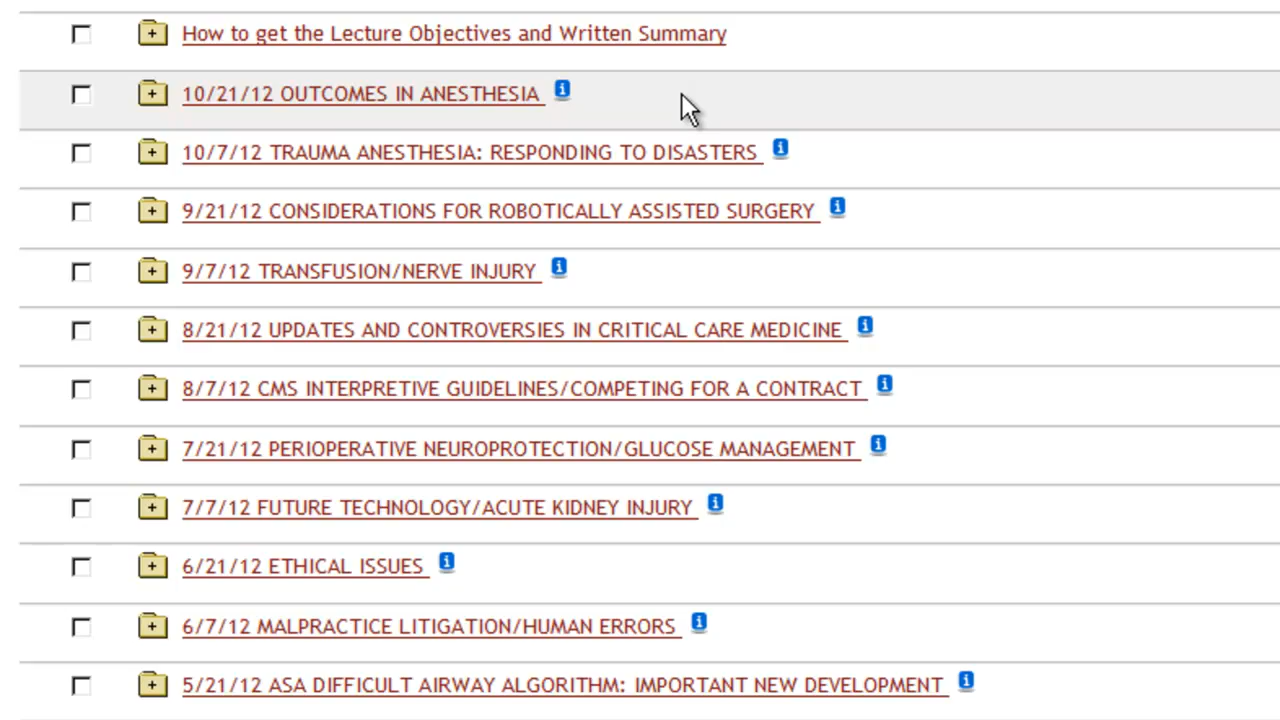 How to get the Lecture Objectives and Written Summary
10/21/12 OUTCOMES IN ANESTHESIA
10/7/12 TRAUMA ANESTHESIA: RESPONDING TO DISASTERS
9/21/12 CONSIDERATIONS FOR ROBOTICALLY ASSISTED SURGERY
9/7/12 TRANSFUSION/NERVE INJURY
8/21/12 UPDATES AND CONTROVERSIES IN CRITICAL CARE MEDICINE
8/7/12 CMS INTERPRETIVE GUIDELINES/COMPETING FOR A CONTRACT
7/21/12 PERIOPERATIVE NEUROPROTECTION/GLUCOSE MANAGEMENT
7/7/12 FUTURE TECHNOLOGY/ACUTE KIDNEY INJURY
6/21/12 ETHICAL ISSUES
6/7/12 MALPRACTICE LITIGATION/HUMAN ERRORS
5/21/12 ASA DIFFICULT AIRWAY ALGORITHM: IMPORTANT NEW DEVELOPMENT